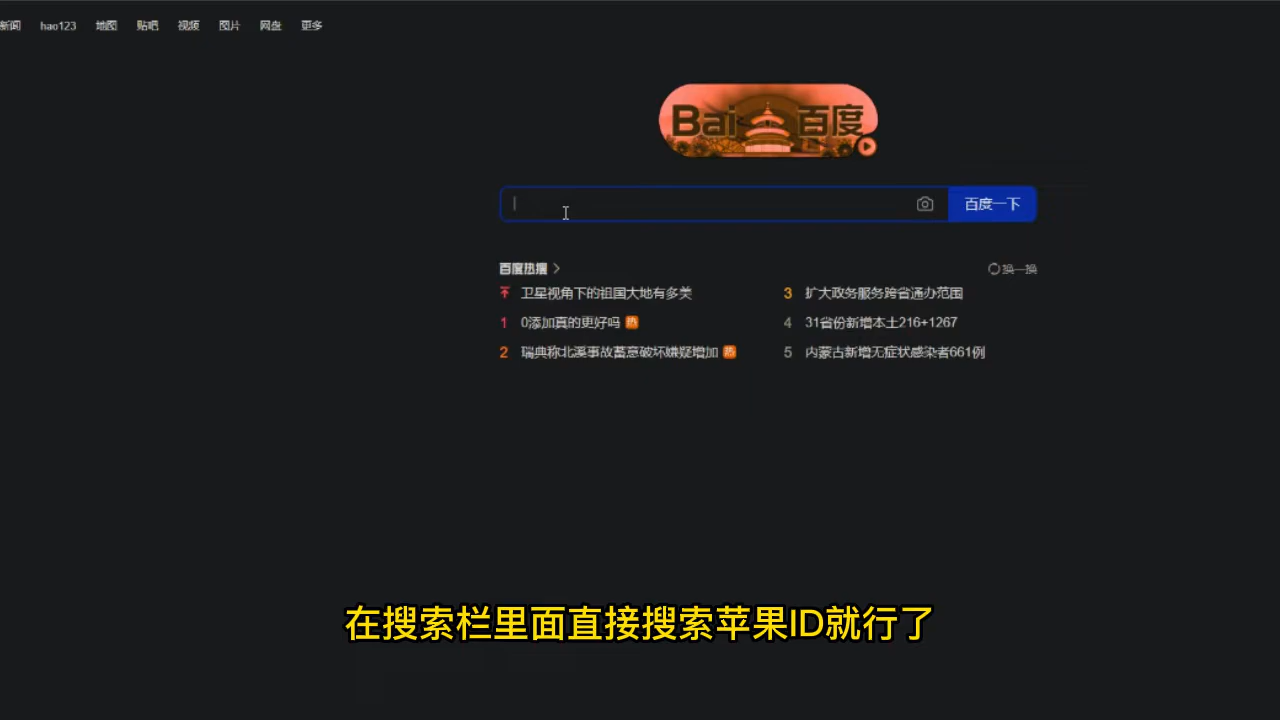 新闻 hao123 地图 贴吧 视频 图片 网盘 更多
Bai 百度
百度一下
百度热搜 换一换
卫星视角下的祖国大地有多美
1 0添加真的更好吗 热
2 瑞典称北溪事故蓄意破坏嫌疑增加 热
3 扩大政务服务跨省通办范围
4 31省份新增本土216+1267
5 内蒙古新增无症状感染者661例
在搜索栏里面直接搜索苹果ID就行了